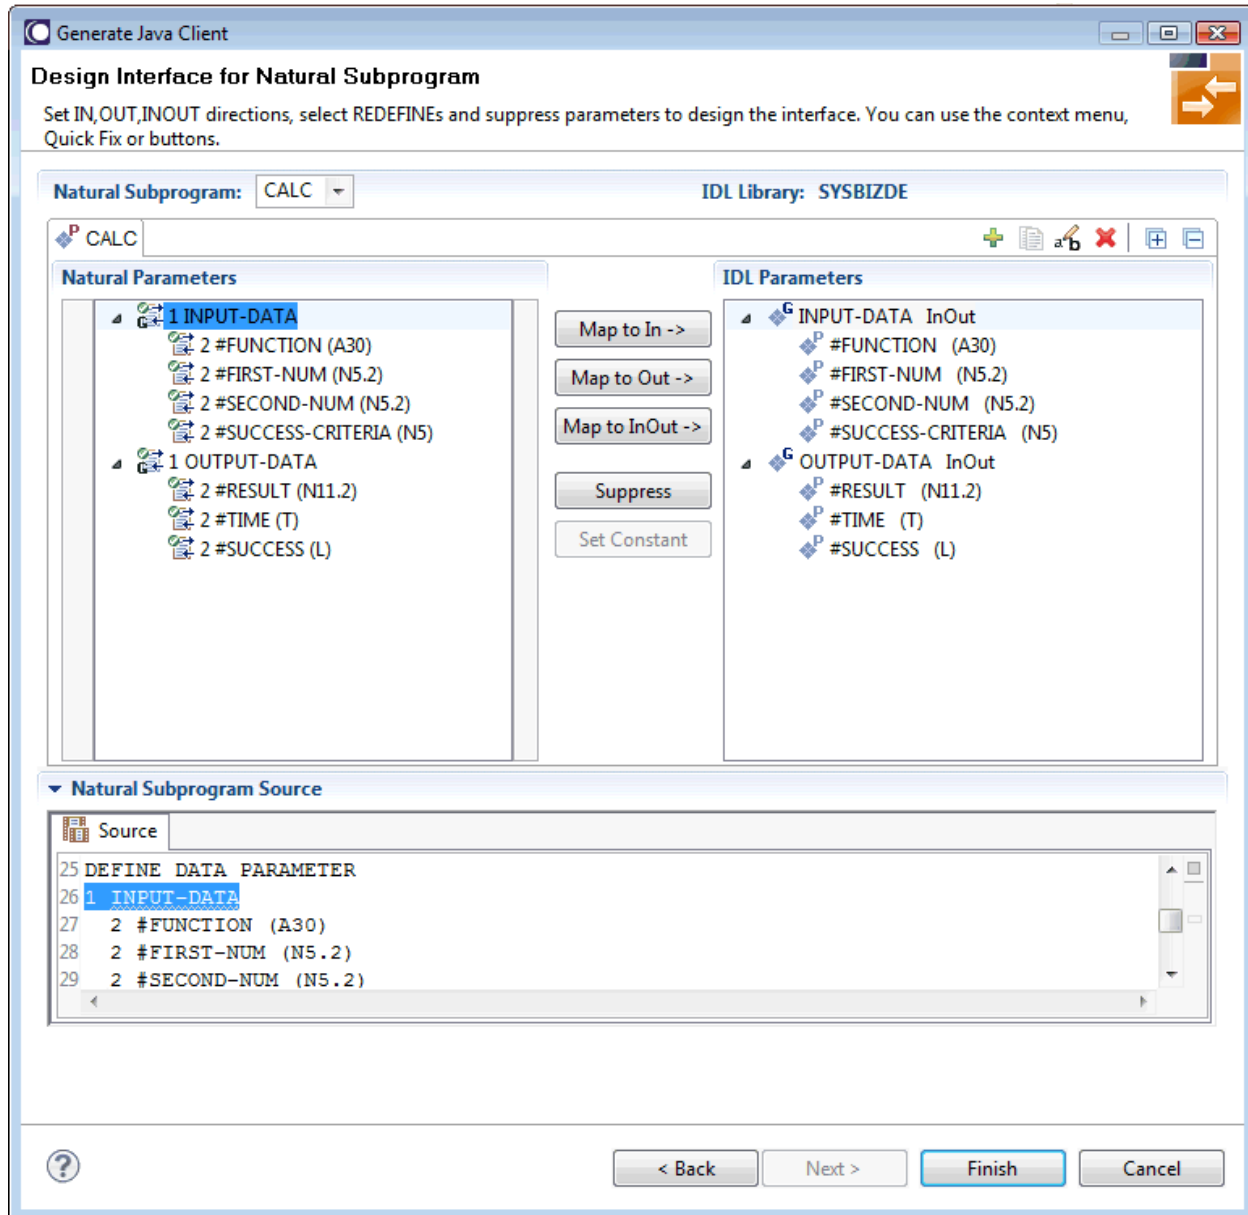 Generate Java Client
Design Interface for Natural Subprogram
Set IN,OUT,INOUT directions, select REDEFINEs and suppress parameters to design the interface. You can use the context menu,
Quick Fix or buttons.
Natural Subprogram: CALC IDL Library: SYSBIZDE
CALC
Natural Parameters
1 INPUT-DATA
2 #FUNCTION (A30)
2 #FIRST-NUM (N5.2)
2 #SECOND-NUM (N5.2)
2 #SUCCESS-CRITERIA (N5)
1 OUTPUT-DATA
2 #RESULT (N11.2)
2 #TIME (T)
2 #SUCCESS (L)
Map to In ->
Map to Out ->
Map to InOut ->
Suppress
Set Constant
IDL Parameters
INPUT-DATA InOut
#FUNCTION (A30)
#FIRST-NUM (N5.2)
#SECOND-NUM (N5.2)
#SUCCESS-CRITERIA (N5)
OUTPUT-DATA InOut
#RESULT (N11.2)
#TIME (T)
#SUCCESS (L)
Natural Subprogram Source
Source
25 DEFINE DATA PARAMETER
26 1 INPUT-DATA
27 2 #FUNCTION (A30)
28 2 #FIRST-NUM (N5.2)
29 2 #SECOND-NUM (N5.2)
< Back Next > Finish Cancel